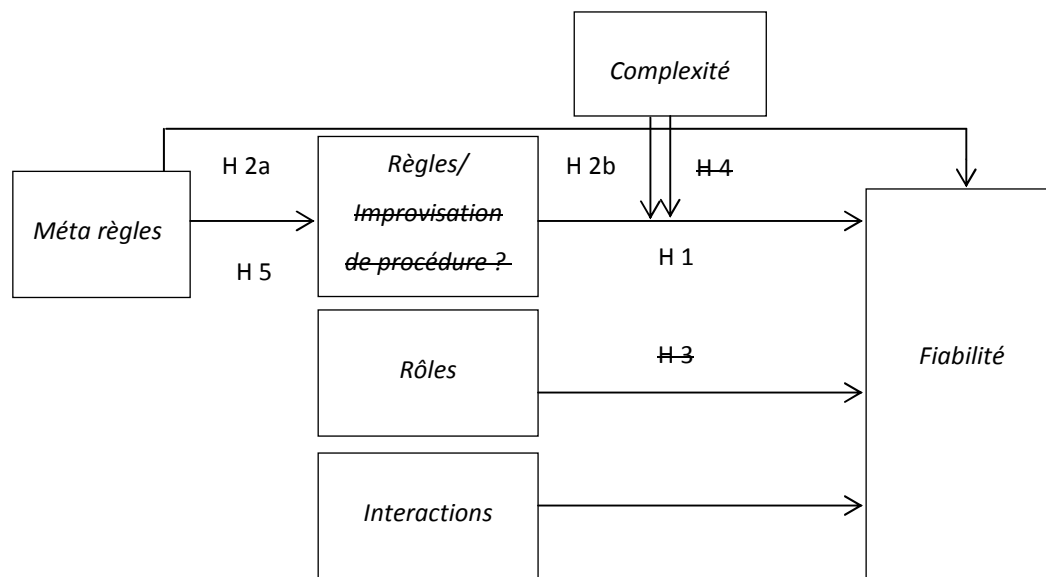 Complexité
H 2a
Règles/
H 2b
H 4
Méta règles
Improvisation
de procédure ?
H 5
H 1
Rôles
H 3
Fiabilité
Interactions